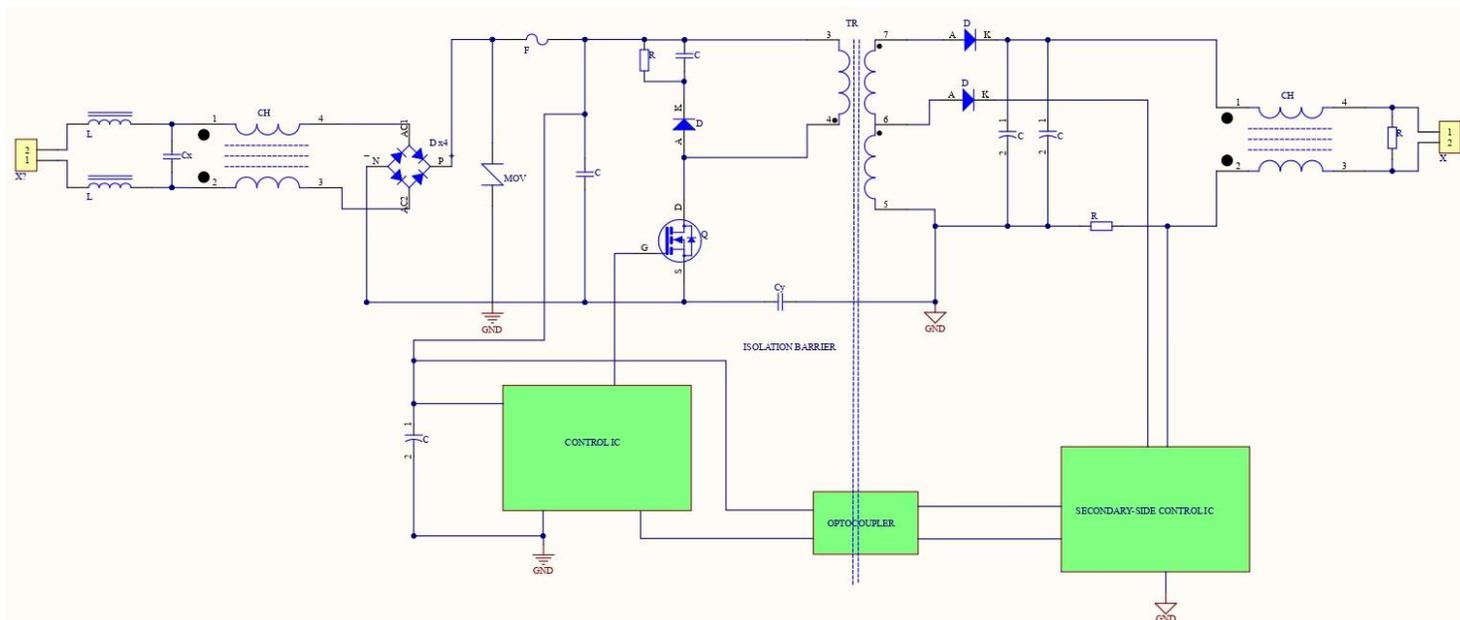 TR
D
3
7
A
K
F
R
C
D
A
K
CH
K
1
CH
4
CH
1
4
AC1
D
4
6
L
D x4
1
1
R
1
2
Cx
N
P
A
C
C
2
1
MOV
2
2
X
X?
C
2
3
L
2
3
AC2
D
5
R
Q
G
S
Cy
GND
GND
ISOLATION BARRIER
1
C
CONTROL IC
2
SECONDARY-SIDE CONTROL IC
OPTOCOUPLER
GND
GND